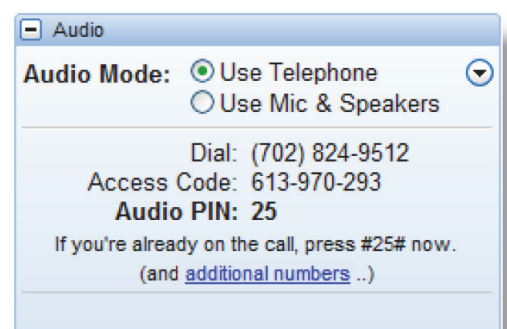 Audio
Audio Mode: Use Telephone
Use Mic & Speakers
Dial: (702) 824-9512
Access Code: 613-970-293
Audio PIN: 25
If you're already on the call, press #25# now.
(and additional numbers ..)